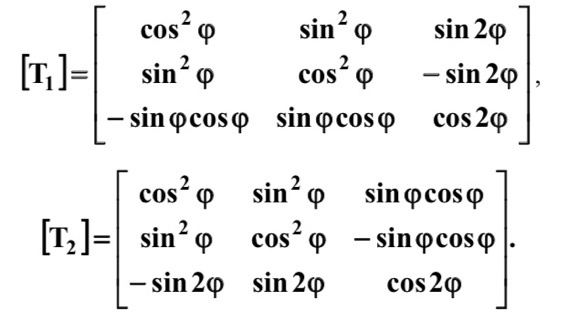 cos² φ sin² φ sin 2φ
[T₁]= sin² φ cos² φ − sin 2φ ,
− sin φ cos φ sin φ cos φ cos 2φ
cos² φ sin² φ sin φ cos φ
[T₂]= sin² φ cos² φ − sin φ cos φ .
− sin 2φ sin 2φ cos 2φ